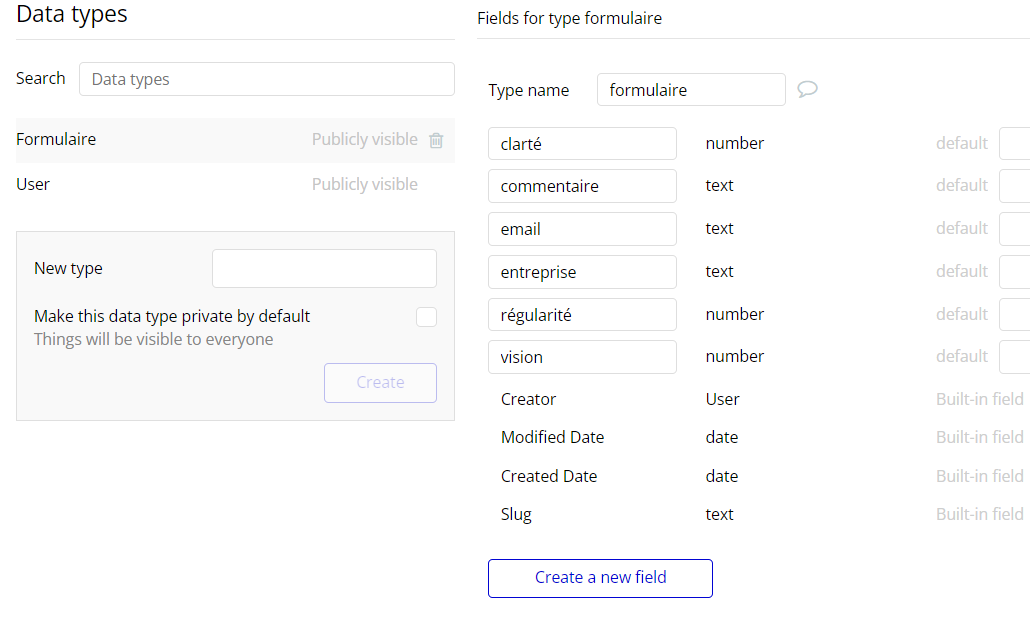 Data types
Search
Data types
Formulaire Publicly visible
User Publicly visible
New type
Make this data type private by default
Things will be visible to everyone
Create
Fields for type formulaire
Type name formulaire
clarté number default
commentaire text default
email text default
entreprise text default
régularité number default
vision number default
Creator User Built-in field
Modified Date date Built-in field
Created Date date Built-in field
Slug text Built-in field
Create a new field